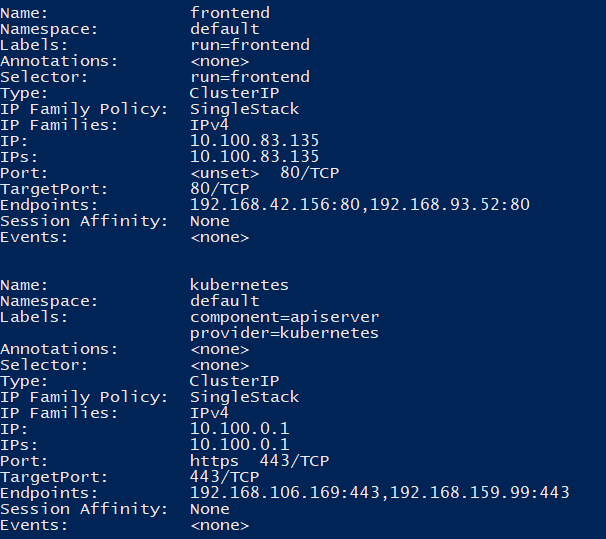 Name:              frontend
Namespace:         default
Labels:            run=frontend
Annotations:       <none>
Selector:          run=frontend
Type:              ClusterIP
IP Family Policy:  SingleStack
IP Families:       IPv4
IP:                10.100.83.135
IPs:               10.100.83.135
Port:              <unset>  80/TCP
TargetPort:        80/TCP
Endpoints:         192.168.42.156:80,192.168.93.52:80
Session Affinity:  None
Events:            <none>
Name:              kubernetes
Namespace:         default
Labels:            component=apiserver
                   provider=kubernetes
Annotations:       <none>
Selector:          <none>
Type:              ClusterIP
IP Family Policy:  SingleStack
IP Families:       IPv4
IP:                10.100.0.1
IPs:               10.100.0.1
Port:              https  443/TCP
TargetPort:        443/TCP
Endpoints:         192.168.106.169:443,192.168.159.99:443
Session Affinity:  None
Events:            <none>